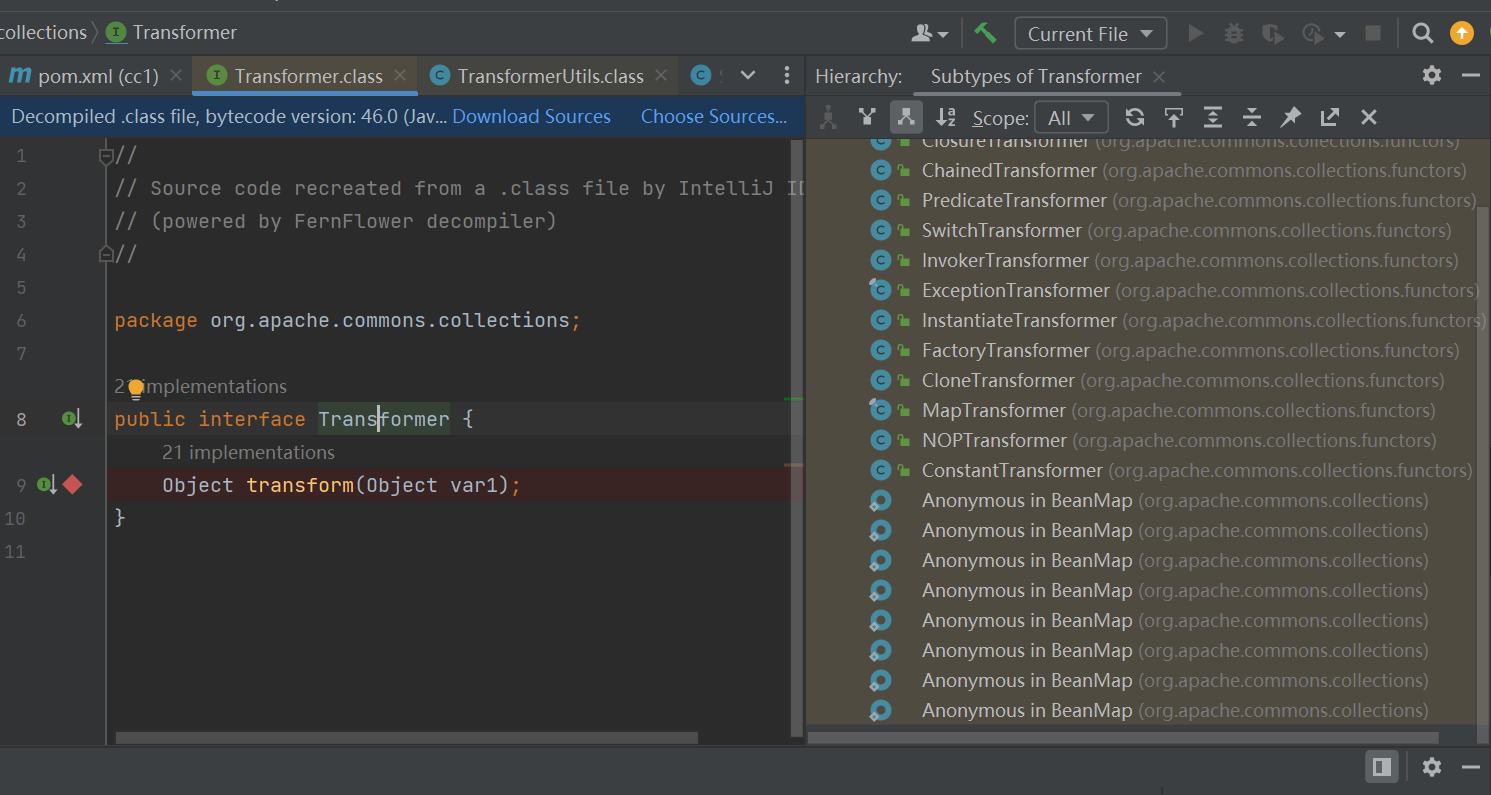 collections Transformer
Current File
pom.xml (cc1)
Transformer.class
TransformerUtils.class
Hierarchy: Subtypes of Transformer
Decompiled .class file, bytecode version: 46.0 (Jav... Download Sources Choose Sources...
Scope: All
1 //
2 // Source code recreated from a .class file by IntelliJ ID
3 // (powered by FernFlower decompiler)
4 //
5
6 package org.apache.commons.collections;
7
21 implementations
8 public interface Transformer {
21 implementations
9 Object transform(Object var1);
10 }
11
ClosureTransformer (org.apache.commons.collections.functors)
ChainedTransformer (org.apache.commons.collections.functors)
PredicateTransformer (org.apache.commons.collections.functors)
SwitchTransformer (org.apache.commons.collections.functors)
InvokerTransformer (org.apache.commons.collections.functors)
ExceptionTransformer (org.apache.commons.collections.functors)
InstantiateTransformer (org.apache.commons.collections.functors)
FactoryTransformer (org.apache.commons.collections.functors)
CloneTransformer (org.apache.commons.collections.functors)
MapTransformer (org.apache.commons.collections.functors)
NOPTransformer (org.apache.commons.collections.functors)
ConstantTransformer (org.apache.commons.collections.functors)
Anonymous in BeanMap (org.apache.commons.collections)
Anonymous in BeanMap (org.apache.commons.collections)
Anonymous in BeanMap (org.apache.commons.collections)
Anonymous in BeanMap (org.apache.commons.collections)
Anonymous in BeanMap (org.apache.commons.collections)
Anonymous in BeanMap (org.apache.commons.collections)
Anonymous in BeanMap (org.apache.commons.collections)
Anonymous in BeanMap (org.apache.commons.collections)